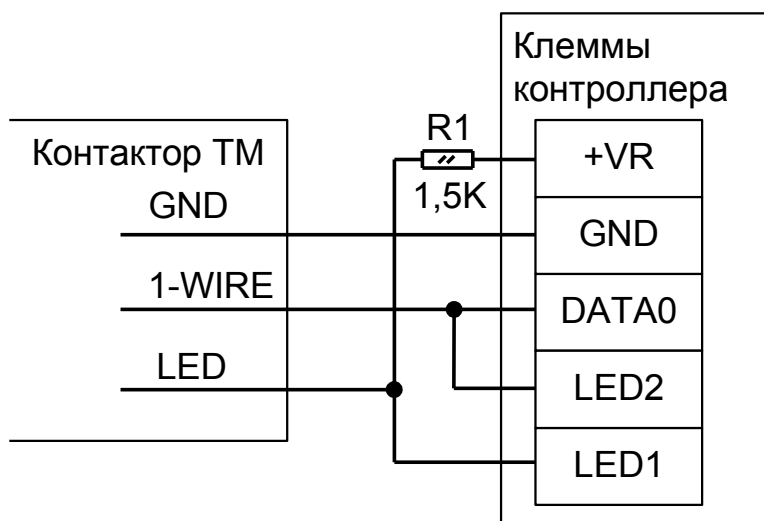 Клеммы
контроллера
R1
1,5K
Контактор ТМ
GND
1-WIRE
LED
+VR
GND
DATA0
LED2
LED1